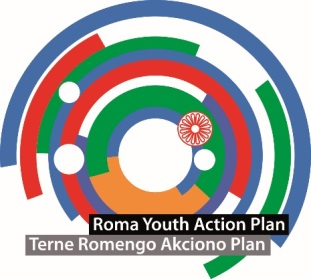 Roma Youth Action Plan
Terne Romengo Akciono Plan